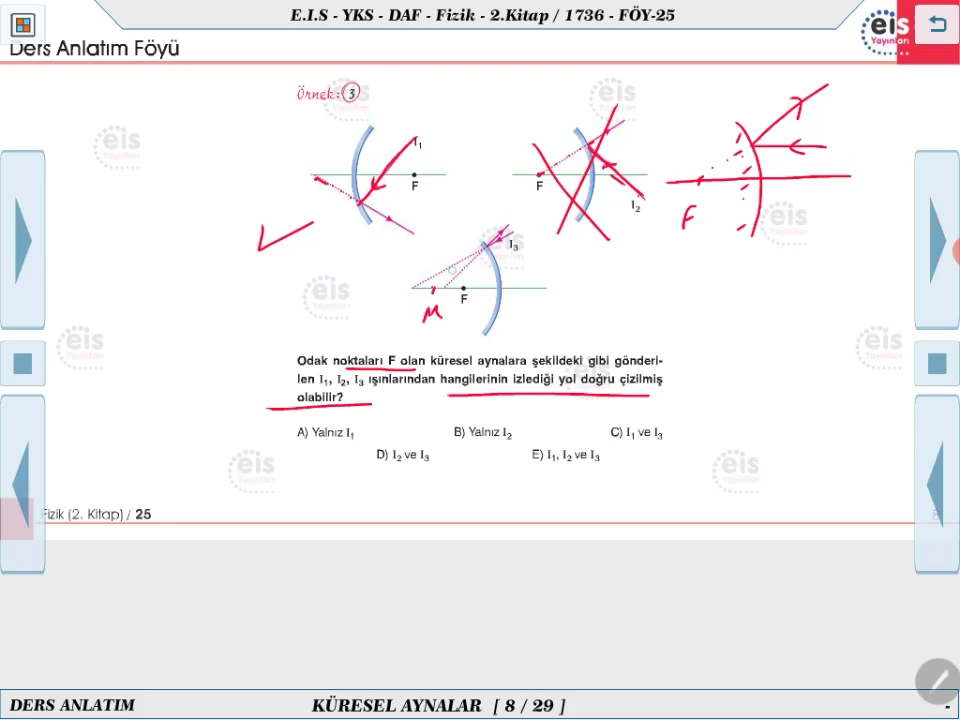 E.I.S - YKS - DAF - Fizik - 2.Kitap / 1736 - FÖY-25
eis
Yayınları
Ders Anlatım Föyü
Örnek: 3
I₁
F
F
I₂
F
I₃
F
M
Odak noktaları F olan küresel aynalara şekildeki gibi gönderi-
len I₁, I₂, I₃ ışınlarından hangilerinin izlediği yol doğru çizilmiş
olabilir?
A) Yalnız I₁
B) Yalnız I₂
C) I₁ ve I₃
D) I₂ ve I₃
E) I₁, I₂ ve I₃
Fizik (2. Kitap) / 25
DERS ANLATIM
KÜRESEL AYNALAR [ 8 / 29 ]